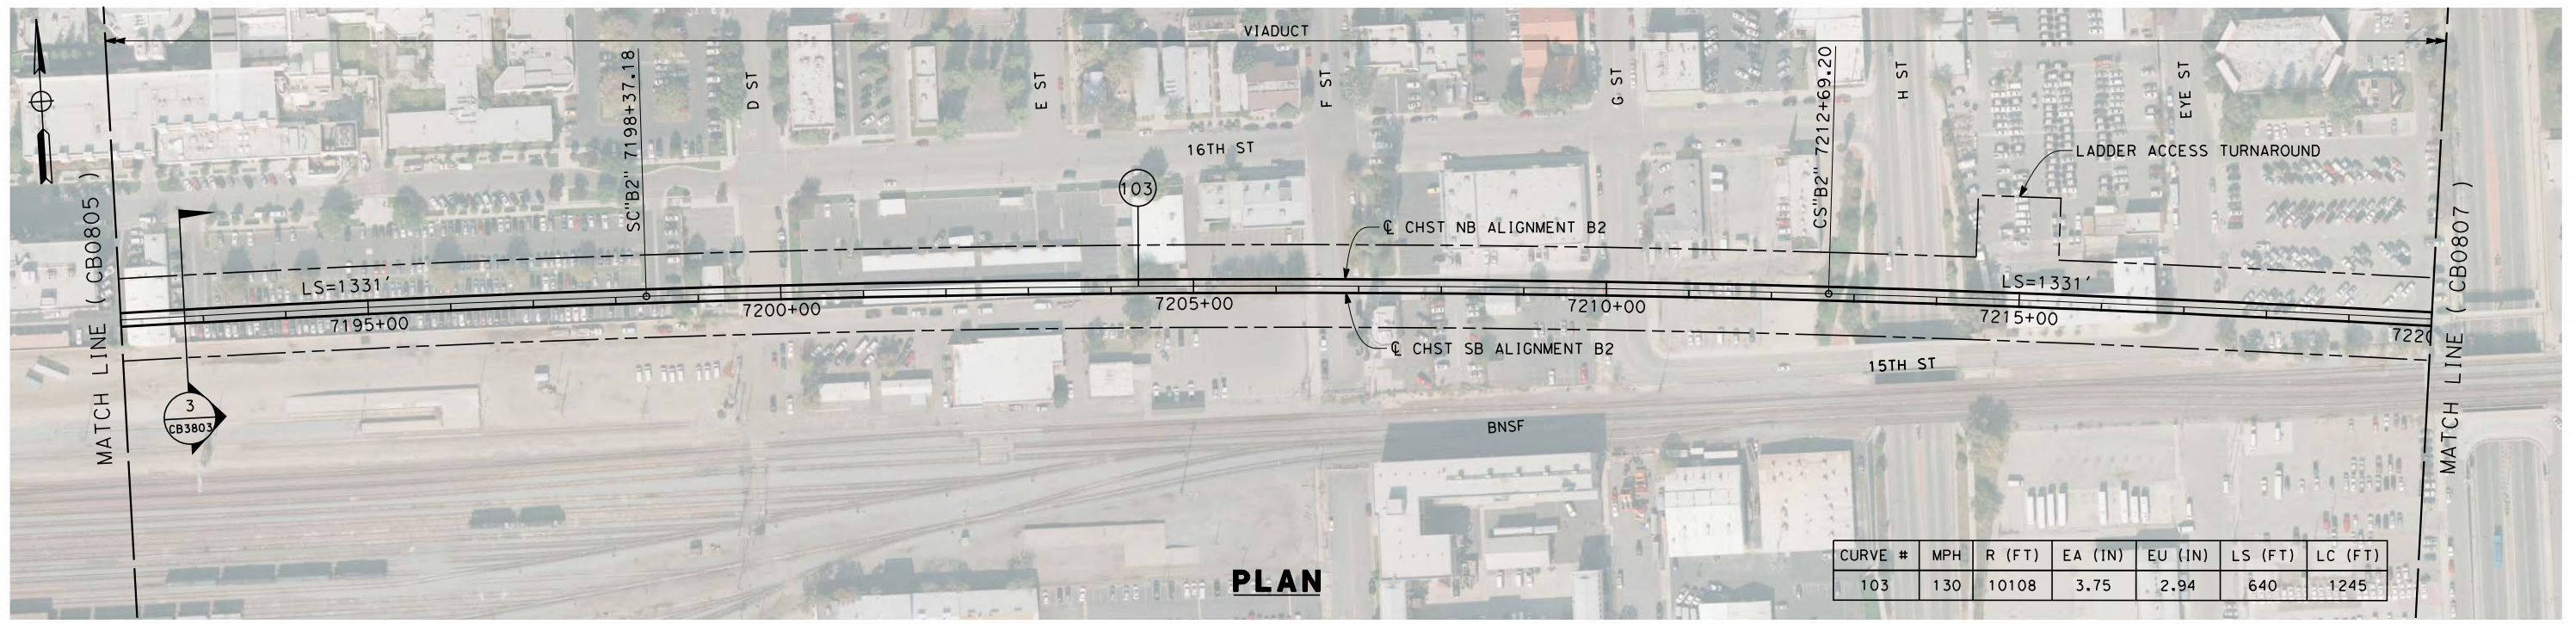 VIADUCT
SC"B2" 7198+37.18
D ST
E ST
F ST
G ST
CS"B2" 7212+69.20
H ST
EYE ST
16TH ST
LADDER ACCESS TURNAROUND
103
℄ CHST NB ALIGNMENT B2
MATCH LINE ( CB0805 )
MATCH LINE ( CB0807 )
LS=1331'
LS=1331'
7195+00
7200+00
7205+00
7210+00
7215+00
722
℄ CHST SB ALIGNMENT B2
15TH ST
3
CB3803
BNSF
PLAN
CURVE # MPH R (FT) EA (IN) EU (IN) LS (FT) LC (FT)
103 130 10108 3.75 2.94 640 1245